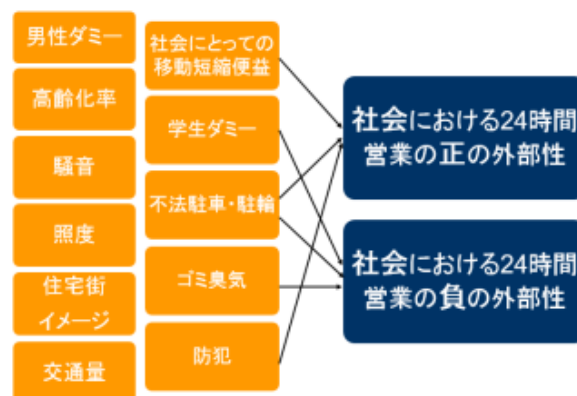 男性ダミー
高齢化率
騒音
照度
住宅街
イメージ
交通量
社会にとっての
移動短縮便益
学生ダミー
不法駐車・駐輪
ゴミ臭気
防犯
社会における24時間
営業の正の外部性
社会における24時間
営業の負の外部性